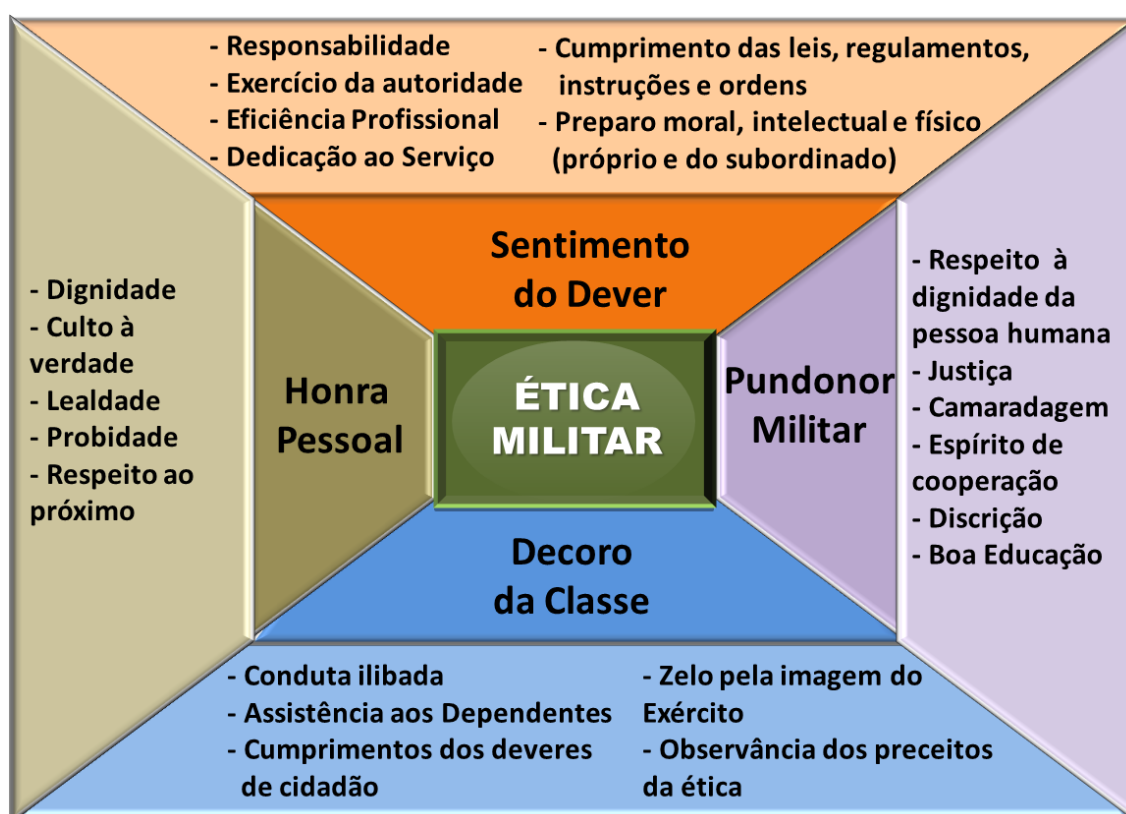 - Responsabilidade
- Exercício da autoridade
- Eficiência Profissional
- Dedicação ao Serviço
- Cumprimento das leis, regulamentos,
instruções e ordens
- Preparo moral, intelectual e físico
(próprio e do subordinado)
Sentimento
do Dever
- Dignidade
- Culto à
verdade
- Lealdade
- Probidade
- Respeito ao
próximo
Honra
Pessoal
ÉTICA
MILITAR
Pundonor
Militar
- Respeito à
dignidade da
pessoa humana
- Justiça
- Camaradagem
- Espírito de
cooperação
- Discrição
- Boa Educação
Decoro
da Classe
- Conduta ilibada
- Assistência aos Dependentes
- Cumprimentos dos deveres
de cidadão
- Zelo pela imagem do
Exército
- Observância dos preceitos
da ética